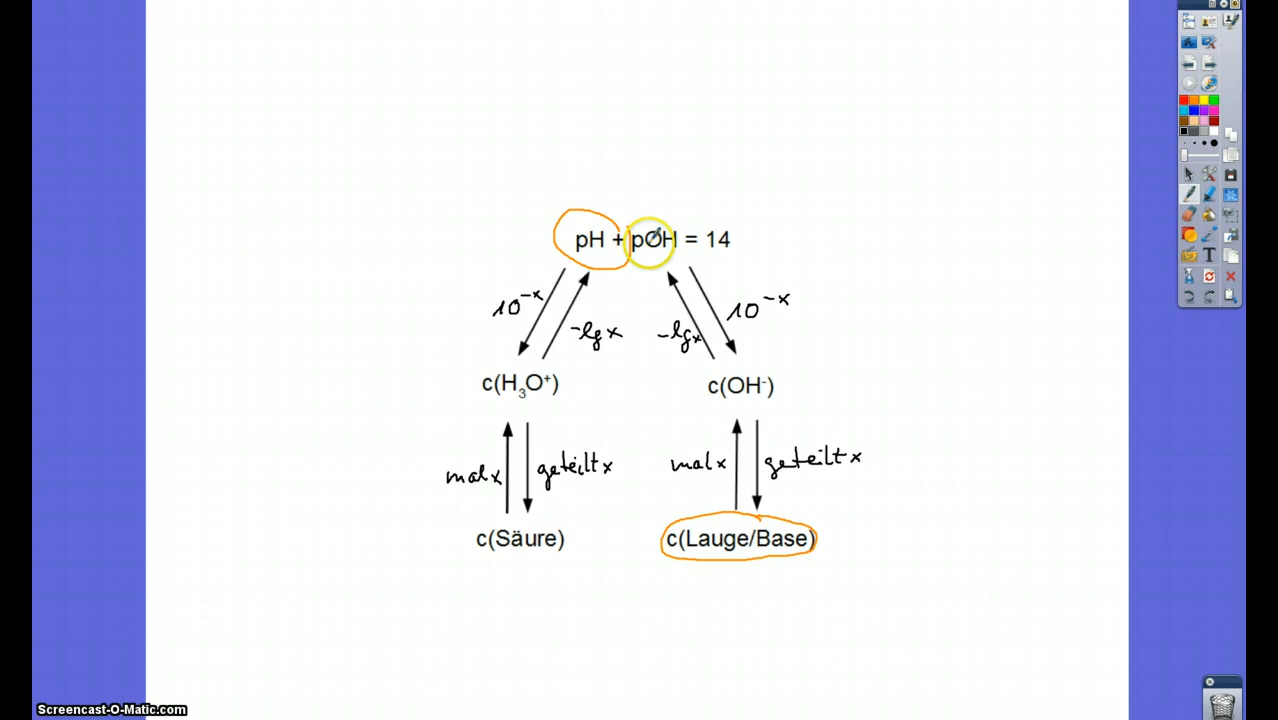 pH + pOH = 14
10⁻ˣ
10⁻ˣ
-lg x
-lg x
c(H₃O⁺)
c(OH⁻)
mal x
geteilt x
mal x
geteilt x
c(Säure)
c(Lauge/Base)
Screencast-O-Matic.com